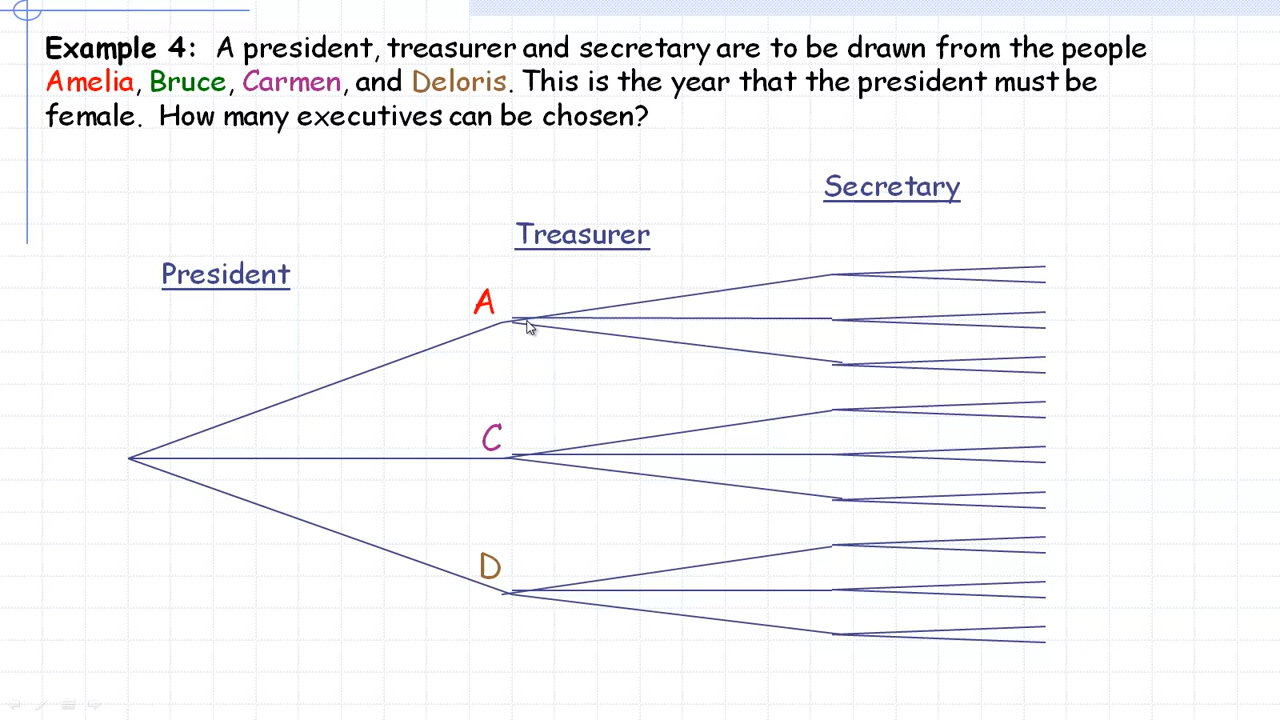 Example 4: A president, treasurer and secretary are to be drawn from the people
Amelia, Bruce, Carmen, and Deloris. This is the year that the president must be
female. How many executives can be chosen?
Secretary
Treasurer
President
A
C
D